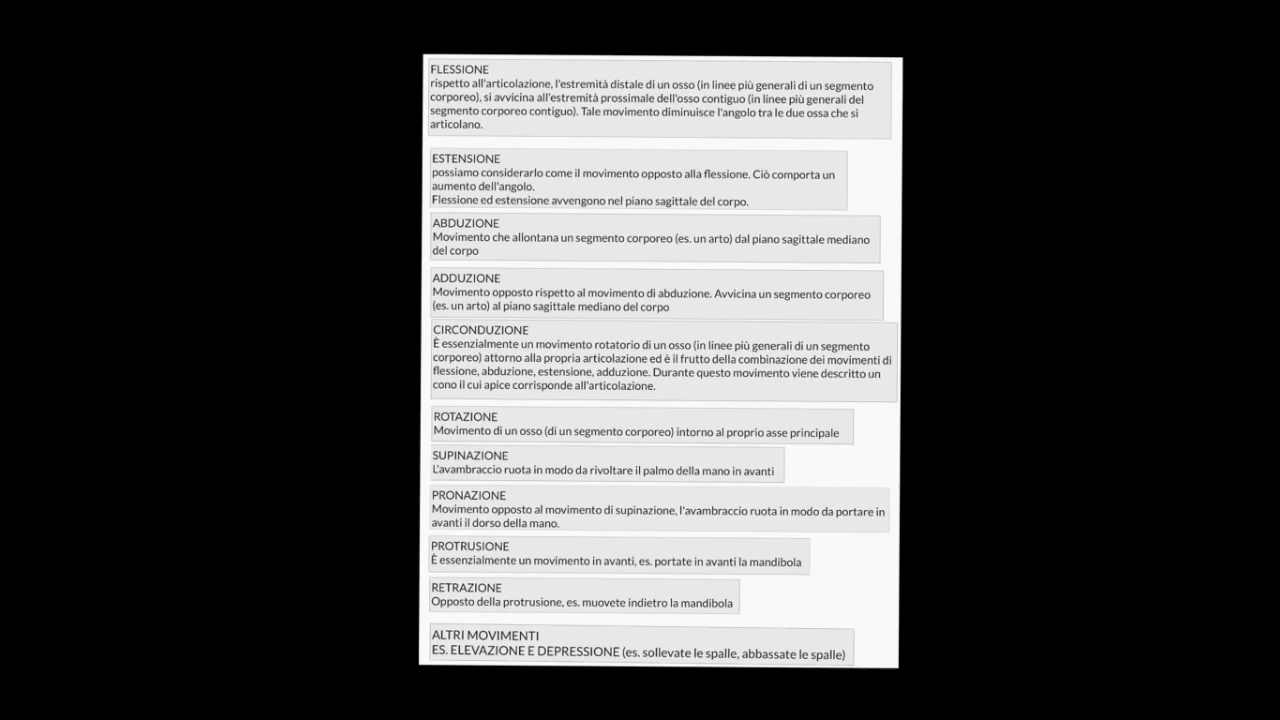 FLESSIONE
rispetto all'articolazione, l'estremità distale di un osso (in linee più generali di un segmento
corporeo), si avvicina all'estremità prossimale dell'osso contiguo (in linee più generali del
segmento corporeo contiguo). Tale movimento diminuisce l'angolo tra le due ossa che si
articolano.
ESTENSIONE
possiamo considerarlo come il movimento opposto alla flessione. Ciò comporta un
aumento dell'angolo.
Flessione ed estensione avvengono nel piano sagittale del corpo.
ABDUZIONE
Movimento che allontana un segmento corporeo (es. un arto) dal piano sagittale mediano
del corpo
ADDUZIONE
Movimento opposto rispetto al movimento di abduzione. Avvicina un segmento corporeo
(es. un arto) al piano sagittale mediano del corpo
CIRCONDUZIONE
È essenzialmente un movimento rotatorio di un osso (in linee più generali di un segmento
corporeo) attorno alla propria articolazione ed è il frutto della combinazione dei movimenti di
flessione, abduzione, estensione, adduzione. Durante questo movimento viene descritto un
cono il cui apice corrisponde all'articolazione.
ROTAZIONE
Movimento di un osso (di un segmento corporeo) intorno al proprio asse principale
SUPINAZIONE
L'avambraccio ruota in modo da rivoltare il palmo della mano in avanti
PRONAZIONE
Movimento opposto al movimento di supinazione, l'avambraccio ruota in modo da portare in
avanti il dorso della mano.
PROTRUSIONE
È essenzialmente un movimento in avanti, es. portate in avanti la mandibola
RETRAZIONE
Opposto della protrusione, es. muovete indietro la mandibola
ALTRI MOVIMENTI
ES. ELEVAZIONE E DEPRESSIONE (es. sollevate le spalle, abbassate le spalle)